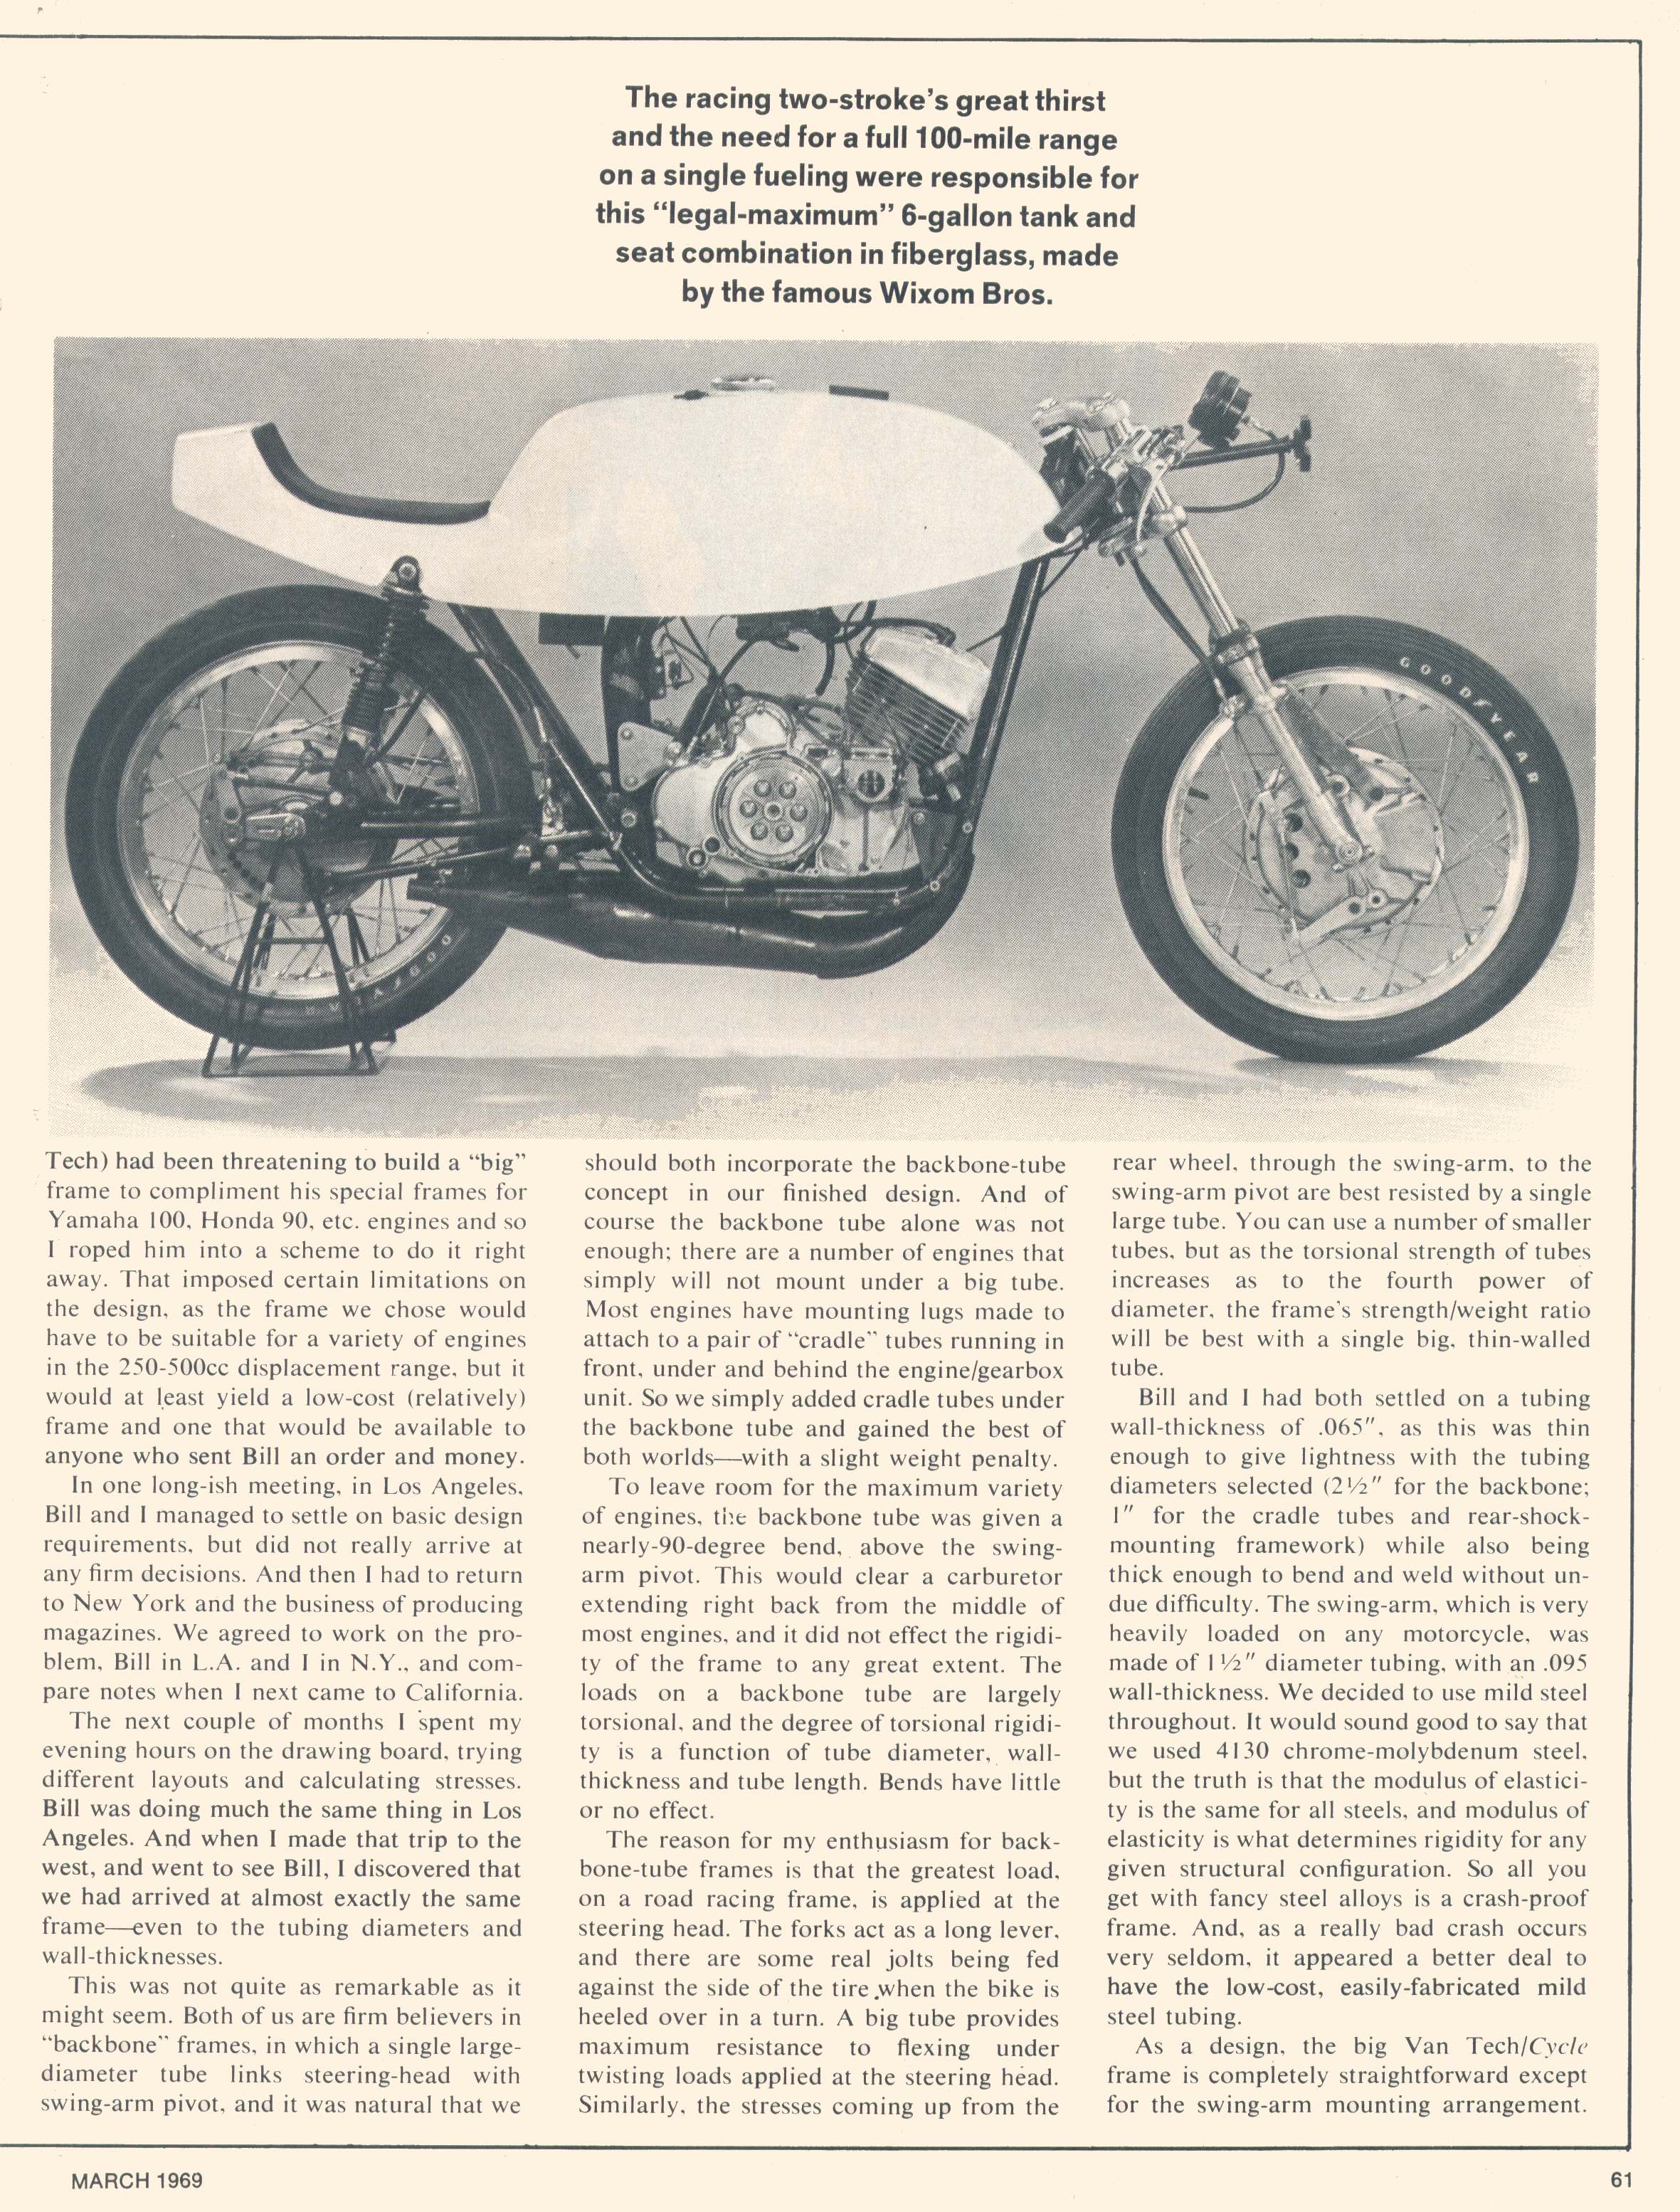 The racing two-stroke's great thirst
and the need for a full 100-mile range
on a single fueling were responsible for
this “legal-maximum” 6-gallon tank and
seat combination in fiberglass, made
by the famous Wixom Bros.
GOODYEAR
GOODYEAR
Tech) had been threatening to build a “big”
frame to compliment his special frames for
Yamaha 100, Honda 90, etc. engines and so
I roped him into a scheme to do it right
away. That imposed certain limitations on
the design, as the frame we chose would
have to be suitable for a variety of engines
in the 250-500cc displacement range, but it
would at least yield a low-cost (relatively)
frame and one that would be available to
anyone who sent Bill an order and money.
In one long-ish meeting, in Los Angeles,
Bill and I managed to settle on basic design
requirements, but did not really arrive at
any firm decisions. And then I had to return
to New York and the business of producing
magazines. We agreed to work on the pro-
blem, Bill in L.A. and I in N.Y., and com-
pare notes when I next came to California.
The next couple of months I spent my
evening hours on the drawing board, trying
different layouts and calculating stresses.
Bill was doing much the same thing in Los
Angeles. And when I made that trip to the
west, and went to see Bill, I discovered that
we had arrived at almost exactly the same
frame—even to the tubing diameters and
wall-thicknesses.
This was not quite as remarkable as it
might seem. Both of us are firm believers in
“backbone” frames, in which a single large-
diameter tube links steering-head with
swing-arm pivot, and it was natural that we
should both incorporate the backbone-tube
concept in our finished design. And of
course the backbone tube alone was not
enough; there are a number of engines that
simply will not mount under a big tube.
Most engines have mounting lugs made to
attach to a pair of “cradle” tubes running in
front, under and behind the engine/gearbox
unit. So we simply added cradle tubes under
the backbone tube and gained the best of
both worlds—with a slight weight penalty.
To leave room for the maximum variety
of engines, the backbone tube was given a
nearly-90-degree bend, above the swing-
arm pivot. This would clear a carburetor
extending right back from the middle of
most engines, and it did not effect the rigidi-
ty of the frame to any great extent. The
loads on a backbone tube are largely
torsional, and the degree of torsional rigidi-
ty is a function of tube diameter, wall-
thickness and tube length. Bends have little
or no effect.
The reason for my enthusiasm for back-
bone-tube frames is that the greatest load,
on a road racing frame, is applied at the
steering head. The forks act as a long lever,
and there are some real jolts being fed
against the side of the tire when the bike is
heeled over in a turn. A big tube provides
maximum resistance to flexing under
twisting loads applied at the steering head.
Similarly, the stresses coming up from the
rear wheel, through the swing-arm, to the
swing-arm pivot are best resisted by a single
large tube. You can use a number of smaller
tubes, but as the torsional strength of tubes
increases as to the fourth power of
diameter, the frame's strength/weight ratio
will be best with a single big, thin-walled
tube.
Bill and I had both settled on a tubing
wall-thickness of .065″, as this was thin
enough to give lightness with the tubing
diameters selected (2½″ for the backbone;
1″ for the cradle tubes and rear-shock-
mounting framework) while also being
thick enough to bend and weld without un-
due difficulty. The swing-arm, which is very
heavily loaded on any motorcycle, was
made of 1½″ diameter tubing, with an .095
wall-thickness. We decided to use mild steel
throughout. It would sound good to say that
we used 4130 chrome-molybdenum steel,
but the truth is that the modulus of elastici-
ty is the same for all steels, and modulus of
elasticity is what determines rigidity for any
given structural configuration. So all you
get with fancy steel alloys is a crash-proof
frame. And, as a really bad crash occurs
very seldom, it appeared a better deal to
have the low-cost, easily-fabricated mild
steel tubing.
As a design, the big Van Tech/Cycle
frame is completely straightforward except
for the swing-arm mounting arrangement.
MARCH 1969
61